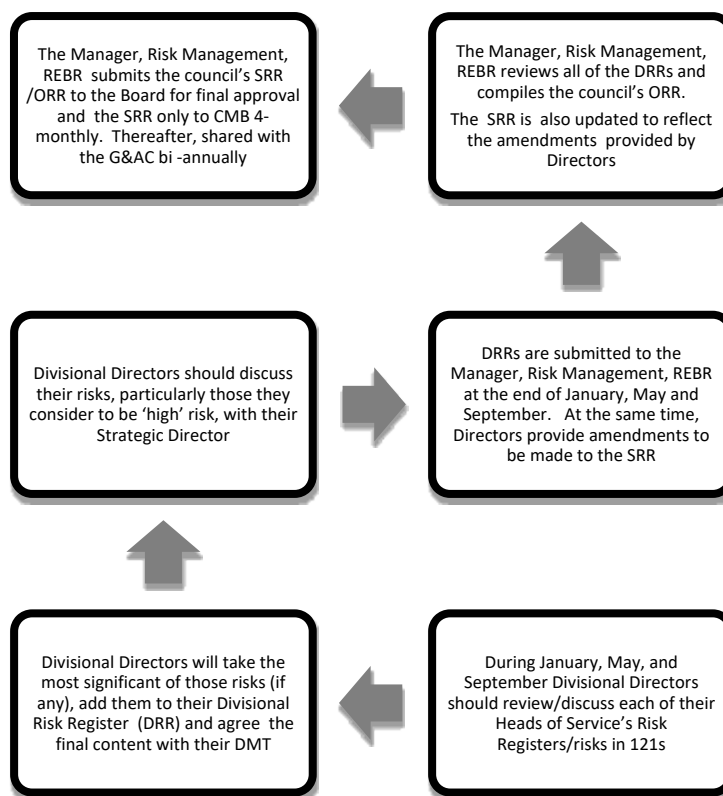 The Manager, Risk Management,
REBR submits the council's SRR
/ORR to the Board for final approval
and the SRR only to CMB 4-
monthly. Thereafter, shared with
the G&AC bi -annually
The Manager, Risk Management,
REBR reviews all of the DRRs and
compiles the council's ORR.
The SRR is also updated to reflect
the amendments provided by
Directors
Divisional Directors should discuss
their risks, particularly those they
consider to be 'high' risk, with their
Strategic Director
DRRs are submitted to the
Manager, Risk Management, REBR
at the end of January, May and
September. At the same time,
Directors provide amendments to
be made to the SRR
Divisional Directors will take the
most significant of those risks (if
any), add them to their Divisional
Risk Register (DRR) and agree the
final content with their DMT
During January, May, and
September Divisional Directors
should review/discuss each of their
Heads of Service's Risk
Registers/risks in 121s